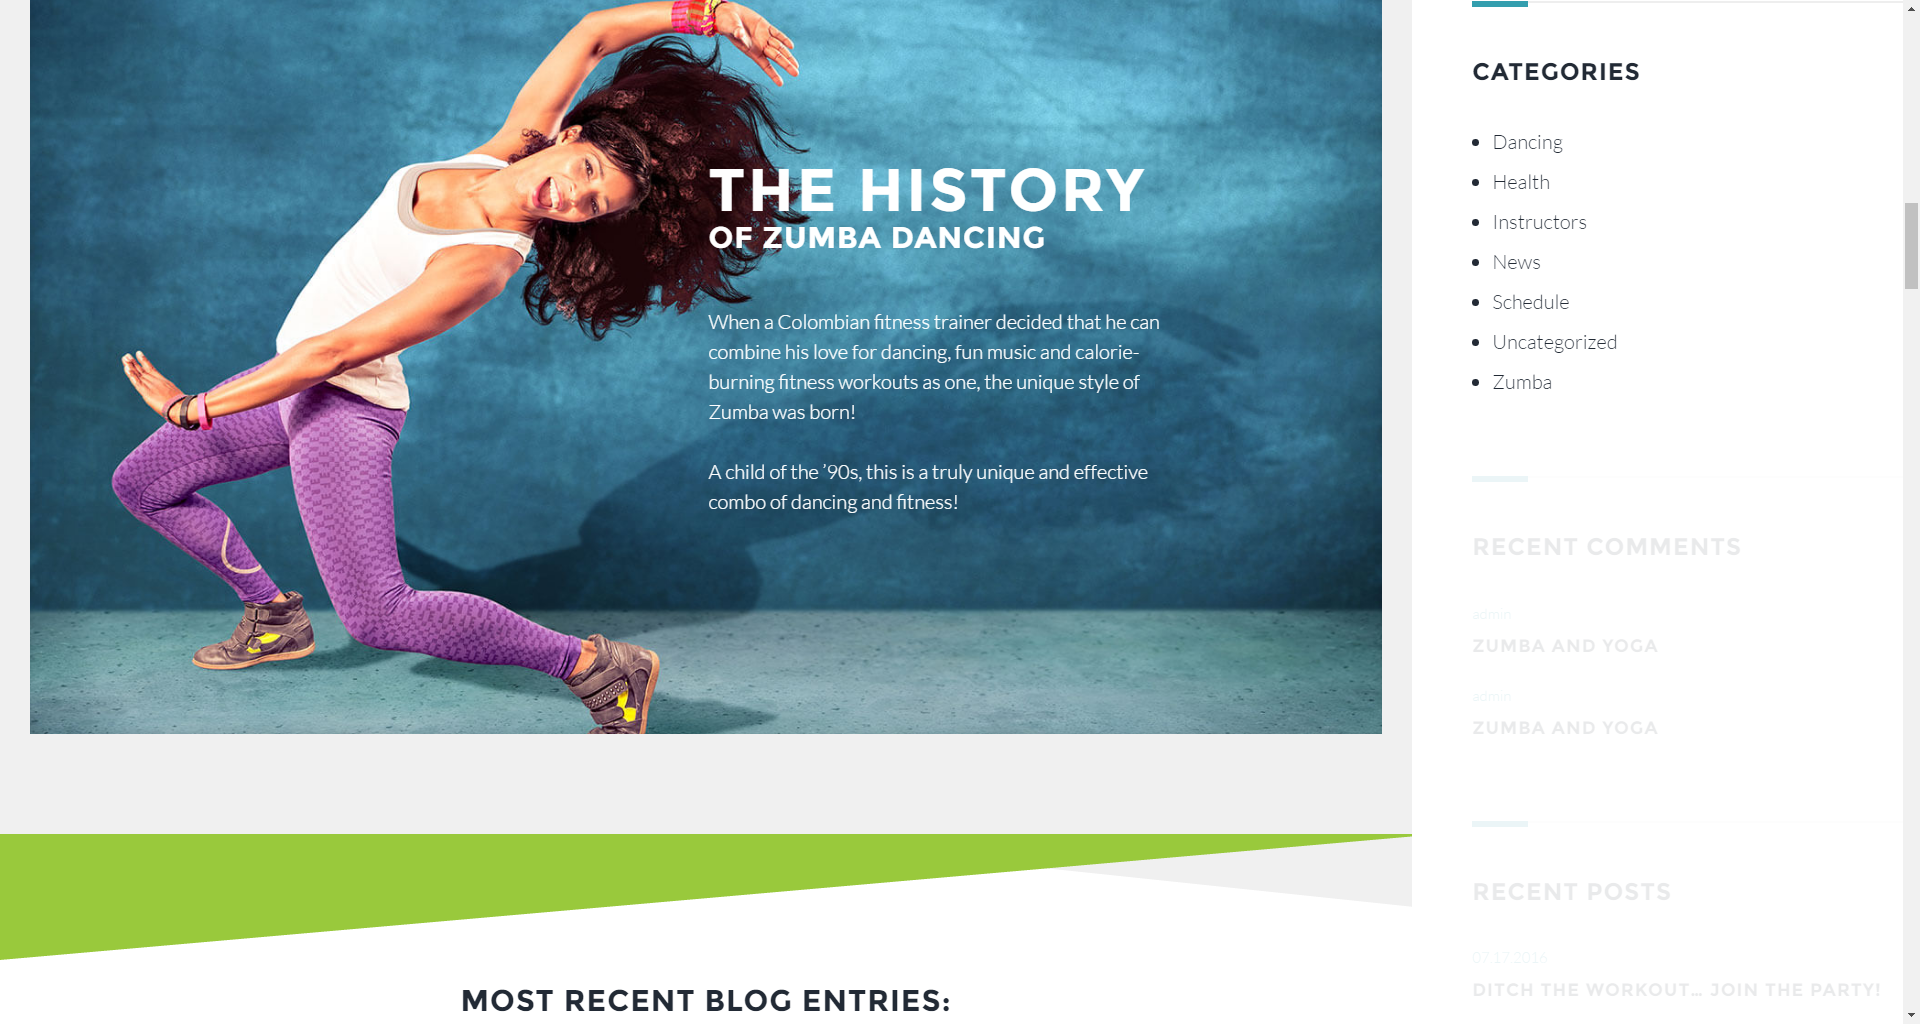 THE HISTORY
OF ZUMBA DANCING
When a Colombian fitness trainer decided that he can
combine his love for dancing, fun music and calorie-
burning fitness workouts as one, the unique style of
Zumba was born!
A child of the ’90s, this is a truly unique and effective
combo of dancing and fitness!
MOST RECENT BLOG ENTRIES:
CATEGORIES
Dancing
Health
Instructors
News
Schedule
Uncategorized
Zumba
RECENT COMMENTS
admin
ZUMBA AND YOGA
admin
ZUMBA AND YOGA
RECENT POSTS
07.17.2016
DITCH THE WORKOUT... JOIN THE PARTY!